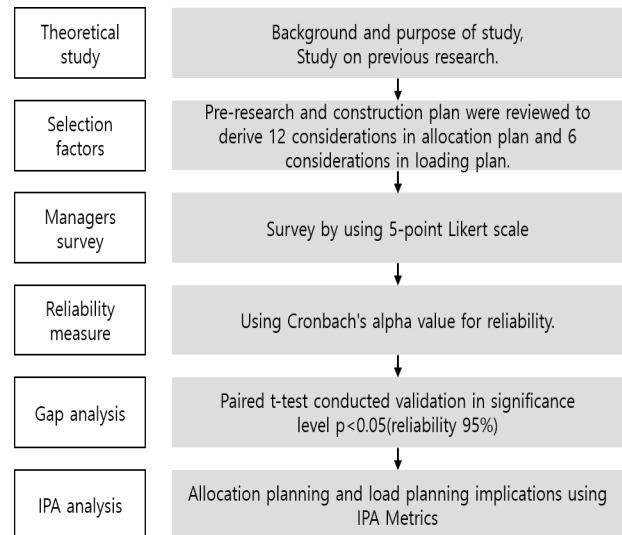 Theoretical
study
Background and purpose of study,
Study on previous research.
Selection
factors
Pre-research and construction plan were reviewed to
derive 12 considerations in allocation plan and 6
considerations in loading plan.
Managers
survey
Survey by using 5-point Likert scale
Reliability
measure
Using Cronbach's alpha value for reliability.
Gap analysis
Paired t-test conducted validation in significance
level p<0.05(reliability 95%)
IPA analysis
Allocation planning and load planning implications using
IPA Metrics